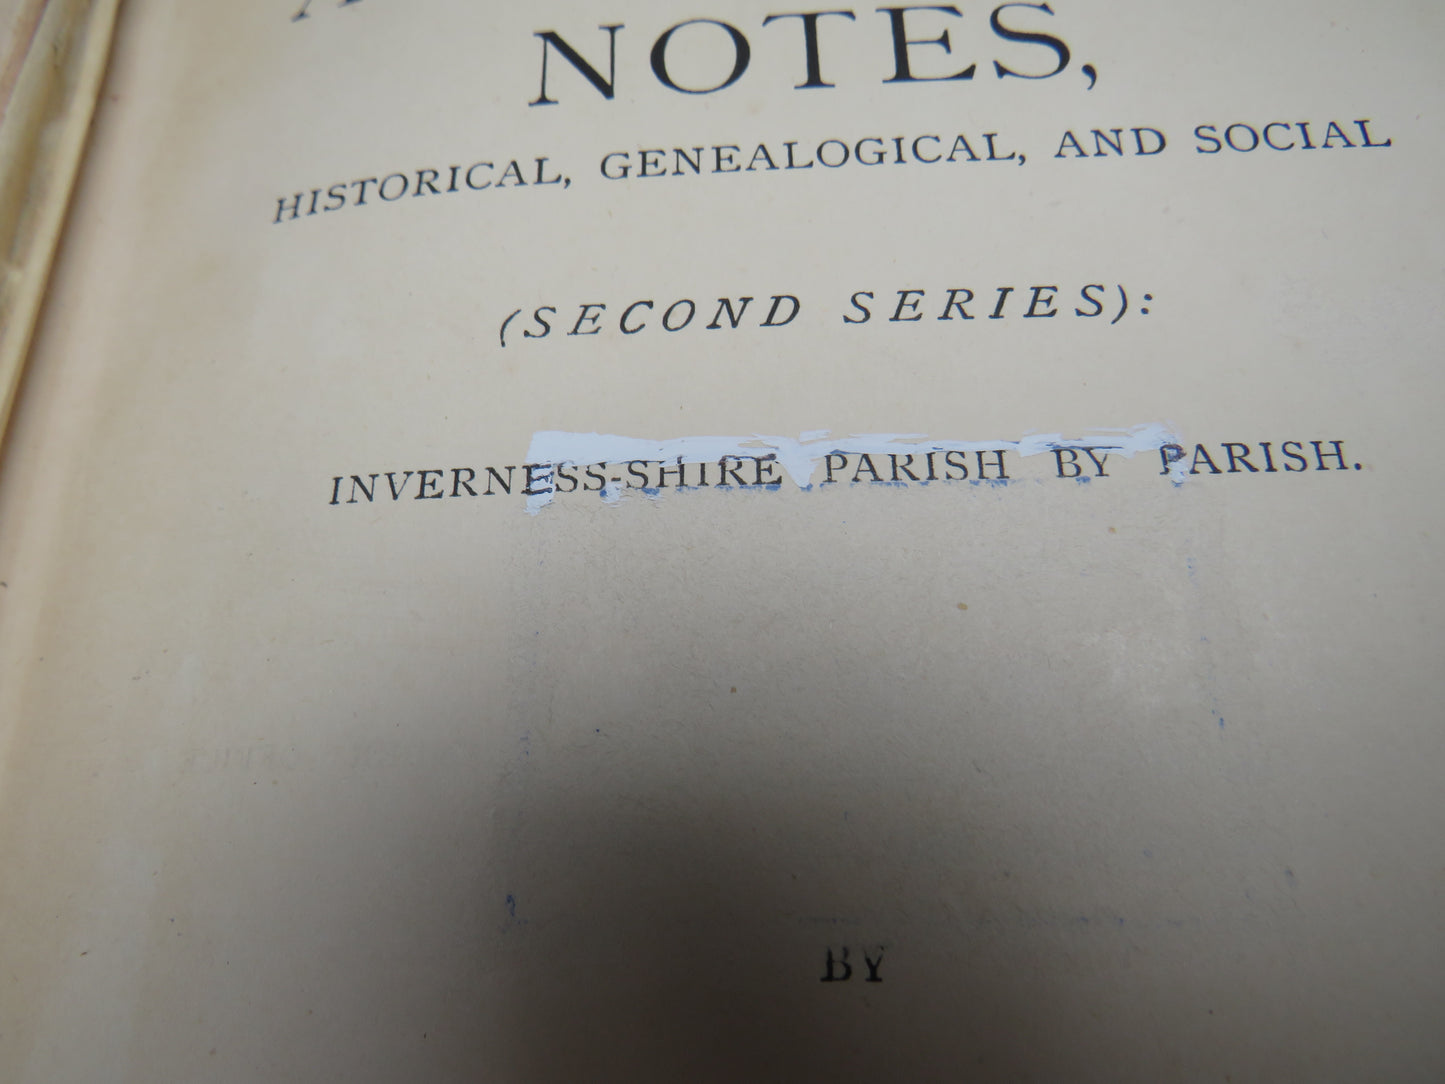 NOTES,
HISTORICAL, GENEALOGICAL, AND SOCIAL
(SECOND SERIES):
INVERNESS-SHIRE PARISH BY PARISH.
BY